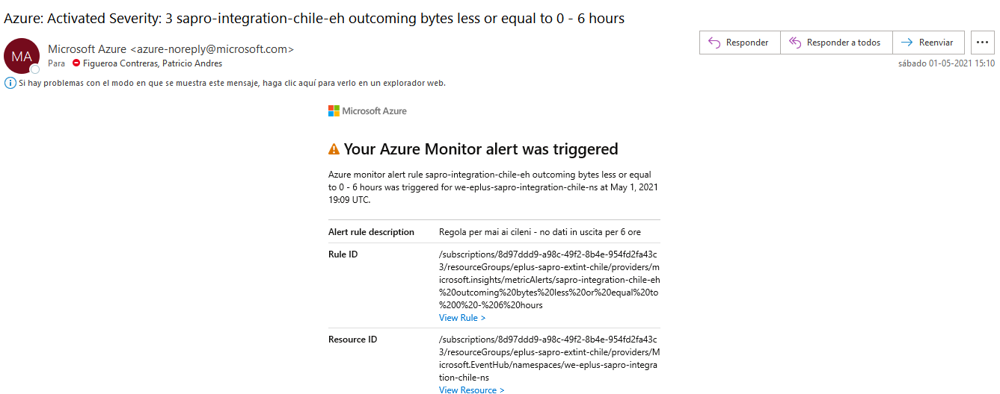 Azure: Activated Severity: 3 sapro-integration-chile-eh outcoming bytes less or equal to 0 - 6 hours
MA
Microsoft Azure <azure-noreply@microsoft.com>
Para Figueroa Contreras, Patricio Andres
Responder
Responder a todos
Reenviar
sábado 01-05-2021 15:10
Si hay problemas con el modo en que se muestra este mensaje, haga clic aquí para verlo en un explorador web.
Microsoft Azure
Your Azure Monitor alert was triggered
Azure monitor alert rule sapro-integration-chile-eh outcoming bytes less or equal
to 0 - 6 hours was triggered for we-eplus-sapro-integration-chile-ns at May 1, 2021
19:09 UTC.
Alert rule description Regola per mai ai cileni - no dati in uscita per 6 ore
Rule ID /subscriptions/8d97ddd9-a98c-49f2-8b4e-954fd2fa43c
3/resourceGroups/eplus-sapro-extint-chile/providers/m
icrosoft.insights/metricAlerts/sapro-integration-chile-eh
%20outcoming%20bytes%20less%20or%20equal%20to
%200%20-%206%20hours
View Rule >
Resource ID /subscriptions/8d97ddd9-a98c-49f2-8b4e-954fd2fa43c
3/resourceGroups/eplus-sapro-extint-chile/providers/M
icrosoft.EventHub/namespaces/we-eplus-sapro-integra
tion-chile-ns
View Resource >